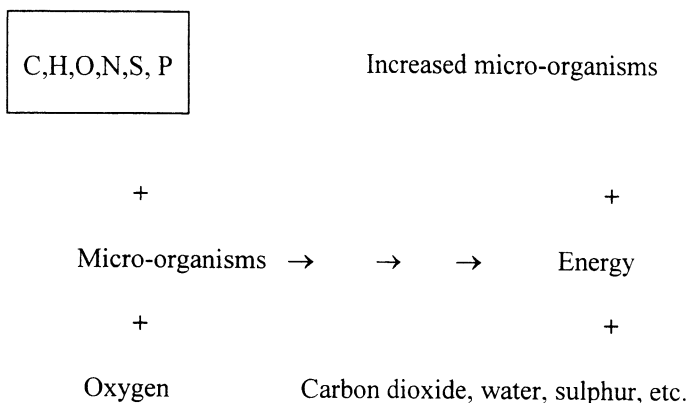 C,H,O,N,S, P Increased micro-organisms
+ +
Micro-organisms → → → Energy
+ +
Oxygen Carbon dioxide, water, sulphur, etc.